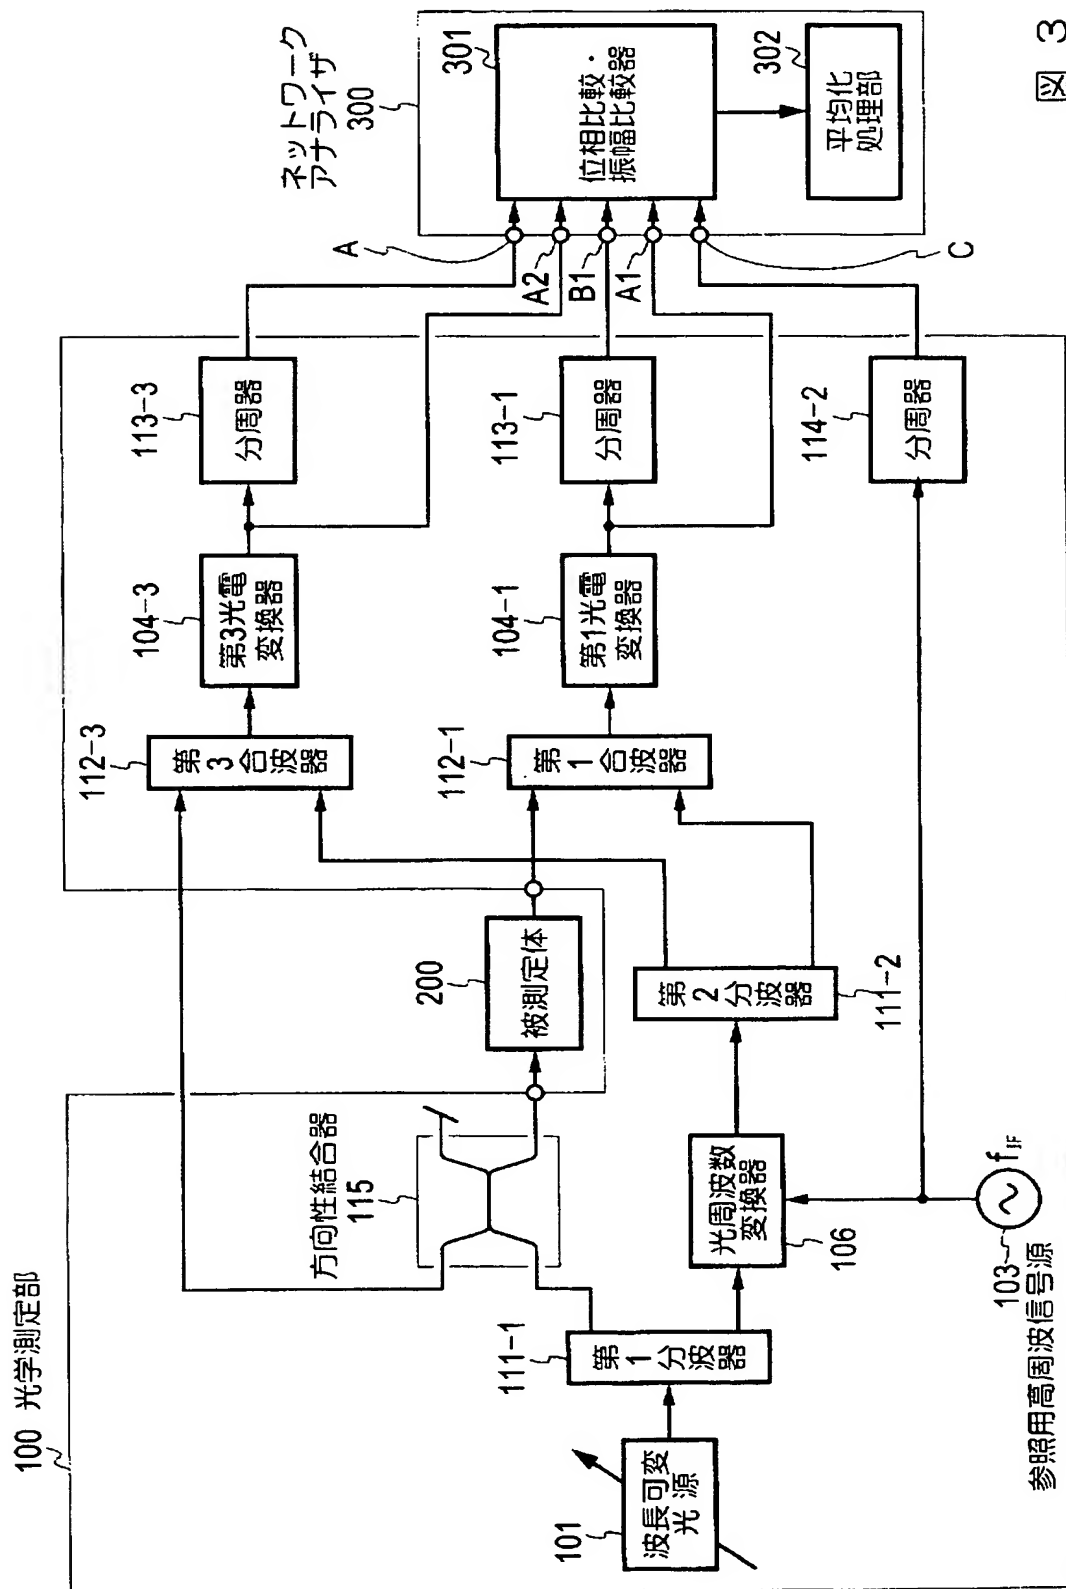 100 光学測定部
101
波長可変
光 源
111-1
第1分波器
方向性結合器
115
光周波数
変換器
106
103
fIF
参照用高周波信号源
200
被測定体
第2分波器
111-2
112-3
第3合波器
112-1
第1合波器
104-3
第3光電
変換器
104-1
第1光電
変換器
113-3
分周器
113-1
分周器
114-2
分周器
ネットワーク
アナライザ
300
A
A2
B1
A1
C
301
位相比較・
振幅比較器
302
平均化
処理部
図 3